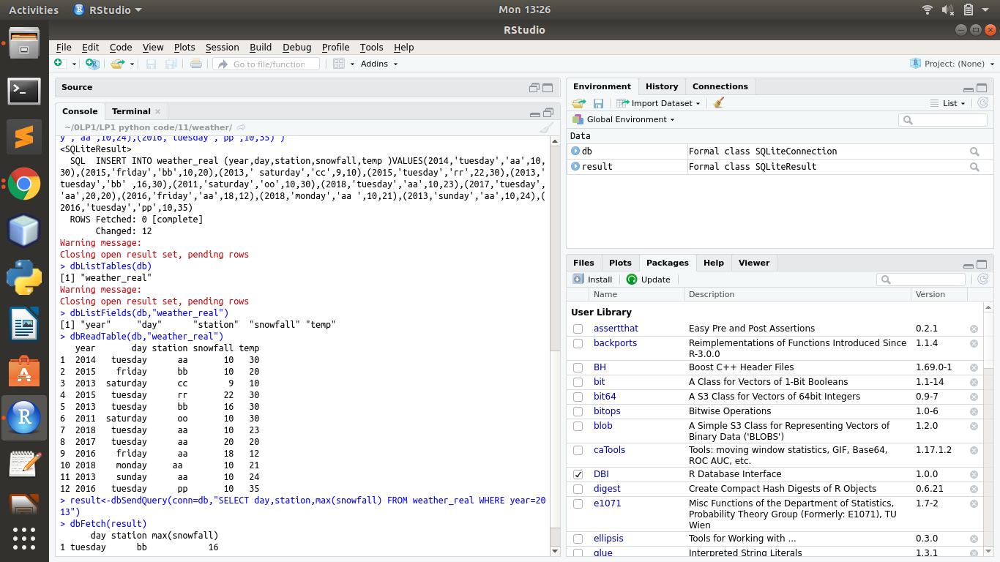 Activities RStudio Mon 13:26
RStudio
File Edit Code View Plots Session Build Debug Profile Tools Help
Go to file/function Addins Project: (None)
Source
Console Terminal
~/0LP1/LP1 python code/11/weather/
y','aa',10,24),(2016,'tuesday','pp',10,35)")
<SQLiteResult>
  SQL  INSERT INTO weather_real (year,day,station,snowfall,temp )VALUES(2014,'tuesday','aa',10,
30),(2015,'friday','bb',10,20),(2013,' saturday','cc',9,10),(2015,'tuesday','rr',22,30),(2013,'
tuesday','bb' ,16,30),(2011,'saturday','oo',10,30),(2018,'tuesday','aa',10,23),(2017,'tuesday',
'aa',20,20),(2016,'friday','aa',18,12),(2018,'monday','aa ',10,21),(2013,'sunday','aa',10,24),(
2016,'tuesday','pp',10,35)
  ROWS Fetched: 0 [complete]
       Changed: 12
Warning message:
Closing open result set, pending rows
> dbListTables(db)
[1] "weather_real"
Warning message:
Closing open result set, pending rows
> dbListFields(db,"weather_real")
[1] "year"     "day"      "station"  "snowfall" "temp"
> dbReadTable(db,"weather_real")
   year       day station snowfall temp
1  2014   tuesday      aa       10   30
2  2015    friday      bb       10   20
3  2013  saturday      cc        9   10
4  2015   tuesday      rr       22   30
5  2013   tuesday      bb       16   30
6  2011  saturday      oo       10   30
7  2018   tuesday      aa       10   23
8  2017   tuesday      aa       20   20
9  2016    friday      aa       18   12
10 2018    monday     aa        10   21
11 2013    sunday      aa       10   24
12 2016   tuesday      pp       10   35
> result<-dbSendQuery(conn=db,"SELECT day,station,max(snowfall) FROM weather_real WHERE year=20
13")
> dbFetch(result)
      day station max(snowfall)
1 tuesday      bb            16
Environment History Connections
Import Dataset List
Global Environment
Data
db Formal class SQLiteConnection
result Formal class SQLiteResult
Files Plots Packages Help Viewer
Install Update
Name Description Version
User Library
assertthat Easy Pre and Post Assertions 0.2.1
backports Reimplementations of Functions Introduced Since 1.1.4
R-3.0.0
BH Boost C++ Header Files 1.69.0-1
bit A Class for Vectors of 1-Bit Booleans 1.1-14
bit64 A S3 Class for Vectors of 64bit Integers 0.9-7
bitops Bitwise Operations 1.0-6
blob A Simple S3 Class for Representing Vectors of 1.2.0
Binary Data ('BLOBS')
caTools Tools: moving window statistics, GIF, Base64, 1.17.1.2
ROC AUC, etc.
DBI R Database Interface 1.0.0
digest Create Compact Hash Digests of R Objects 0.6.21
e1071 Misc Functions of the Department of Statistics, 1.7-2
Probability Theory Group (Formerly: E1071), TU
Wien
ellipsis Tools for Working with ... 0.3.0
glue Interpreted String Literals 1.3.1